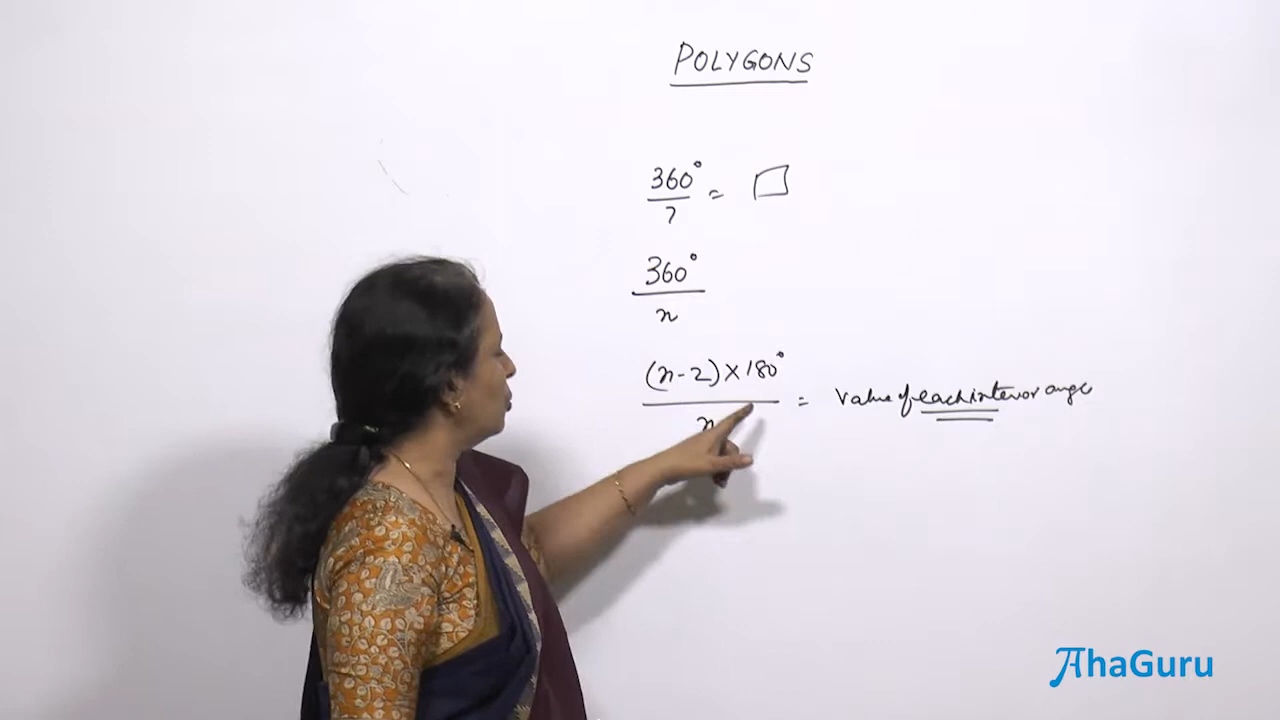 POLYGONS
360°/7 = □
360°/n
(n-2)×180°/n = Value of each interior angle
AhaGuru